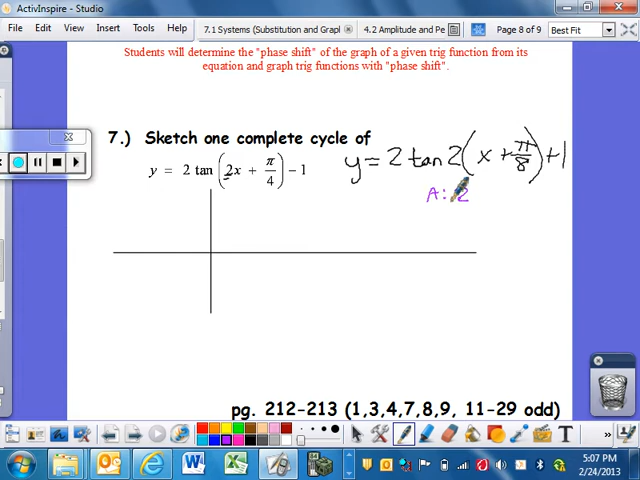 ActivInspire - Studio
File Edit View Insert Tools Help 7.1 Systems (Substitution and Grapl 4.2 Amplitude and Pe Page 8 of 9 Best Fit
Students will determine the "phase shift" of the graph of a given trig function from its
equation and graph trig functions with "phase shift".
7.) Sketch one complete cycle of
y = 2 tan (2x + π/4) − 1
y = 2 tan 2(x + π/8) + 1
A: 2
pg. 212-213 (1,3,4,7,8,9, 11-29 odd)
5:07 PM
2/24/2013